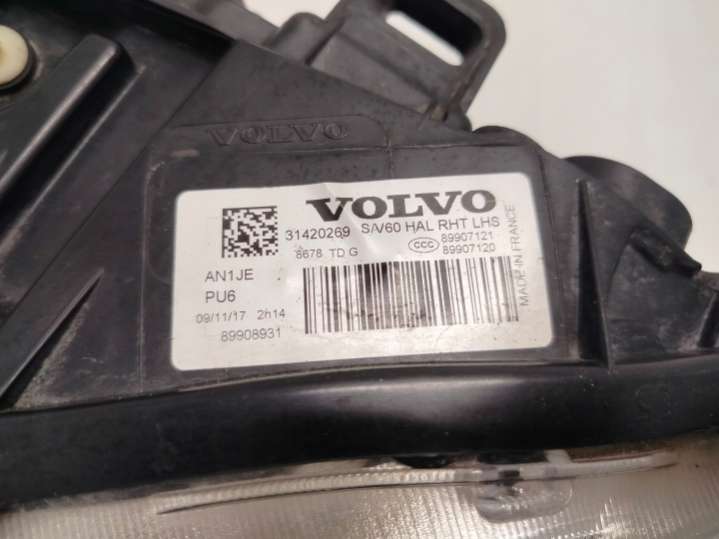 VOLVO
VOLVO
31420269 S/V60 HAL RHT LHS
8678 TD G CCC 89907121
89907120
AN1JE
PU6
09/11/17 2h14
89908931
MADE IN FRANCE